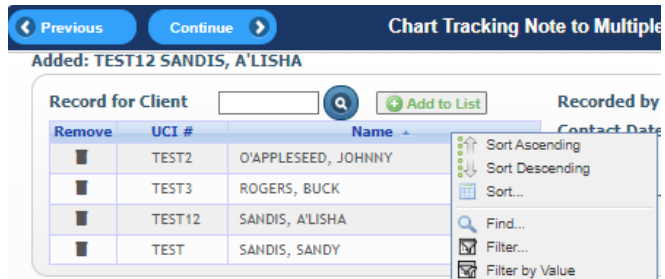 Previous Continue Chart Tracking Note to Multiple
Added: TEST12 SANDIS, A'LISHA
Record for Client Add to List Recorded by
Remove UCI # Name Contact Date
TEST2 O'APPLESEED, JOHNNY
TEST3 ROGERS, BUCK
TEST12 SANDIS, A'LISHA
TEST SANDIS, SANDY
Sort Ascending
Sort Descending
Sort...
Find...
Filter...
Filter by Value